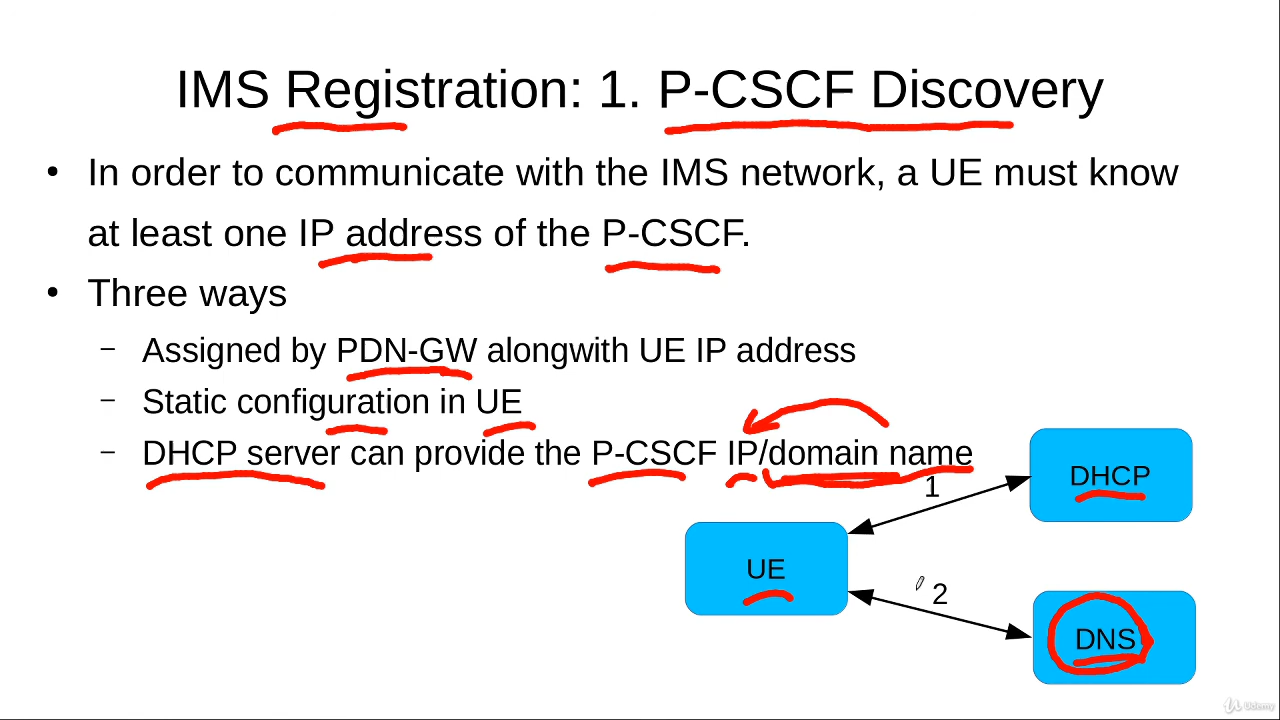 IMS Registration: 1. P-CSCF Discovery
• In order to communicate with the IMS network, a UE must know
at least one IP address of the P-CSCF.
• Three ways
– Assigned by PDN-GW alongwith UE IP address
– Static configuration in UE
– DHCP server can provide the P-CSCF IP/domain name
DHCP
1
UE
2
DNS
Udemy